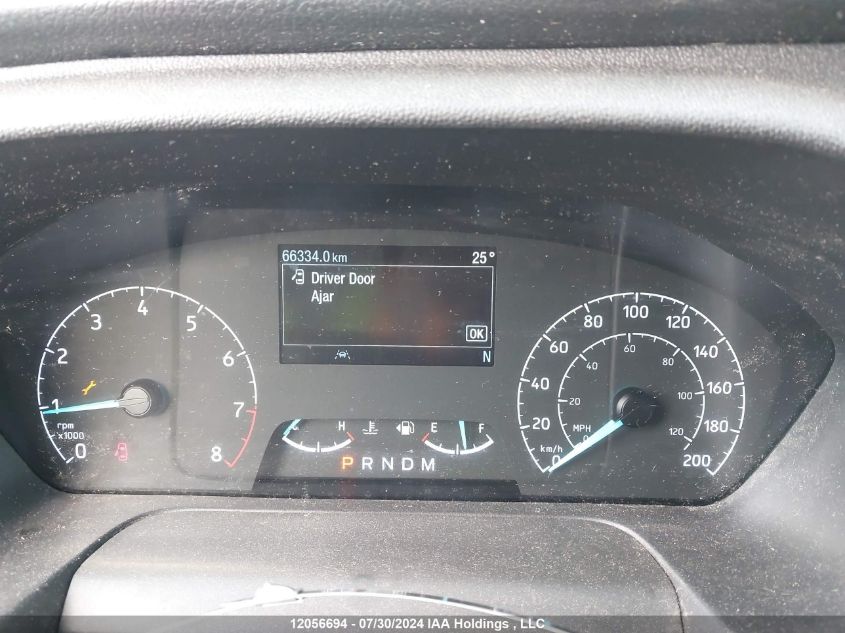 66334.0 km 25°
Driver Door
Ajar
OK
N
0 1 2 3 4 5 6 7 8
rpm
x1000
H E F
P R N D M
0 20 40 60 80 100 120 140 160 180 200
km/h
20 40 60 80 100 120
MPH
12056694 - 07/30/2024 IAA Holdings , LLC